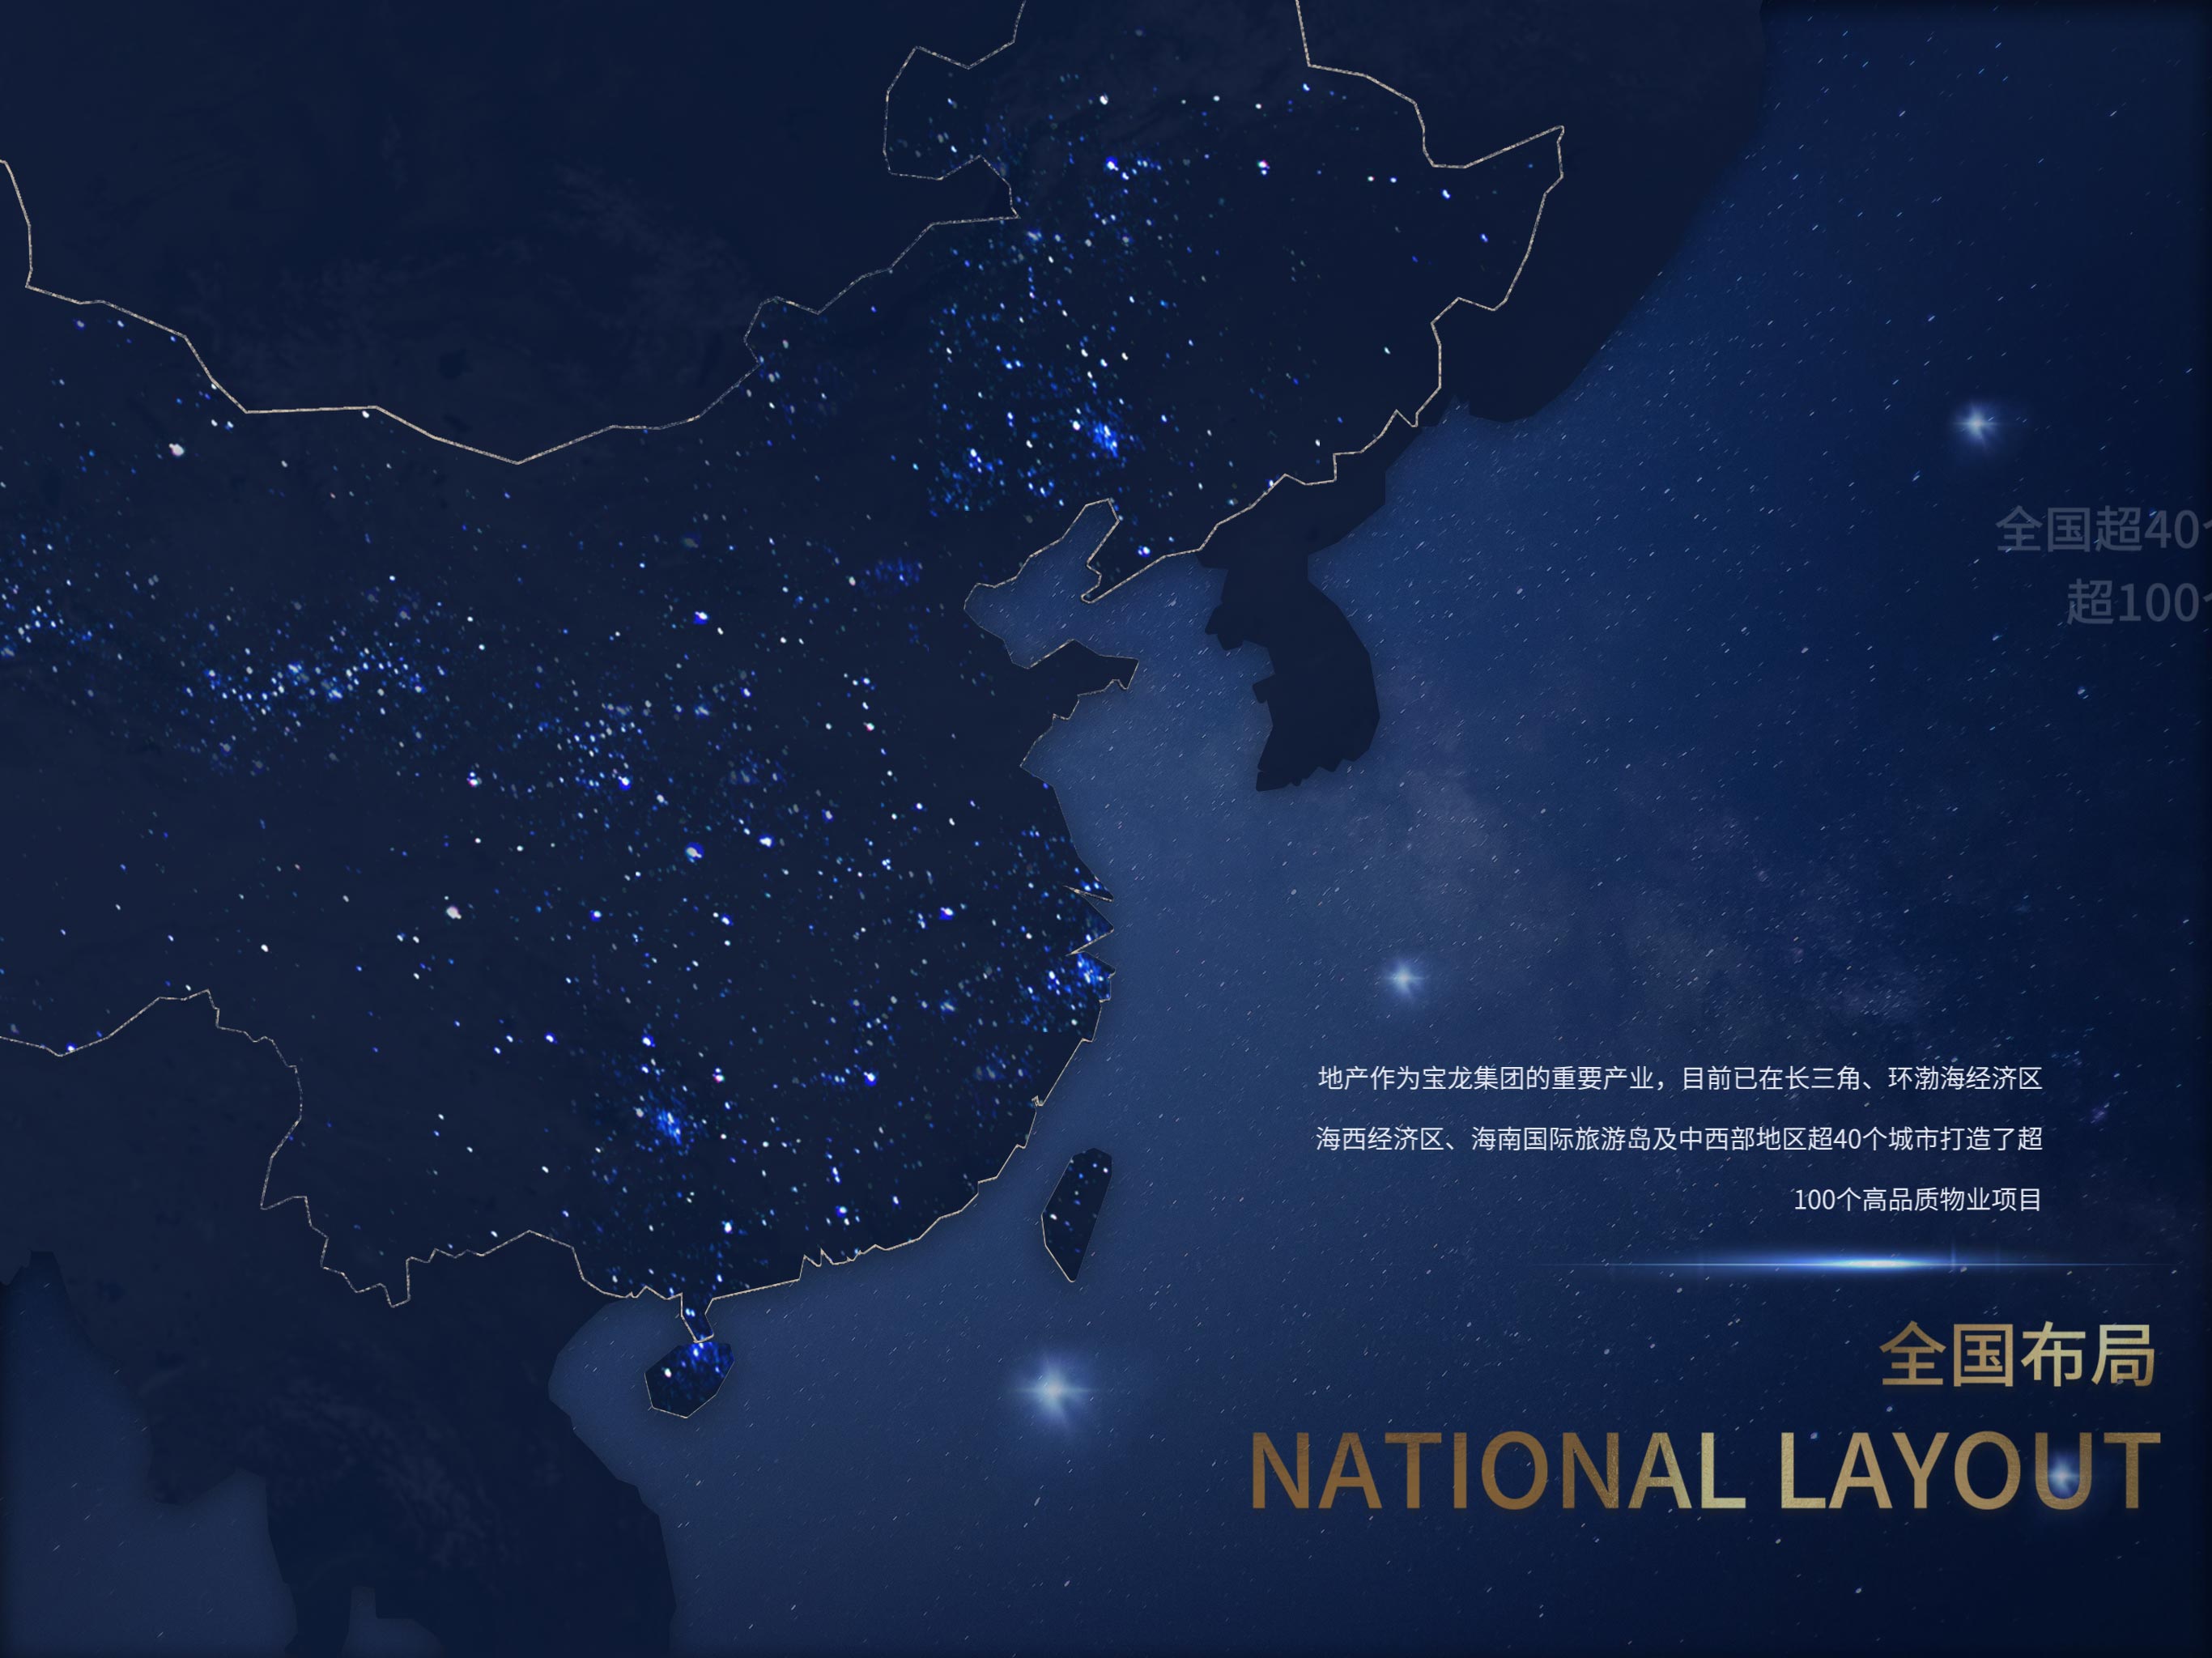 全国超40个
超100个
地产作为宝龙集团的重要产业，目前已在长三角、环渤海经济区
海西经济区、海南国际旅游岛及中西部地区超40个城市打造了超
100个高品质物业项目
全国布局
NATIONAL LAYOUT